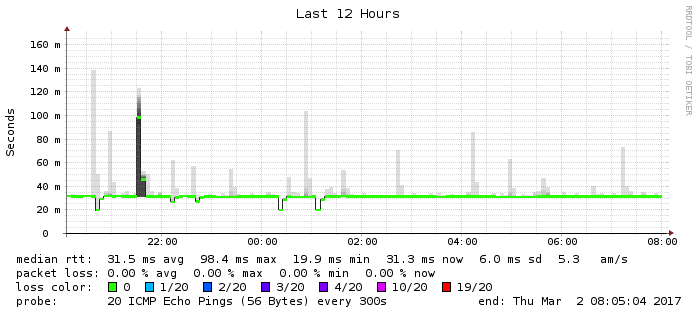 Last 12 Hours
RRDTOOL / TOBI OETIKER
Seconds
160 m
140 m
120 m
100 m
80 m
60 m
40 m
20 m
0
22:00 00:00 02:00 04:00 06:00 08:00
median rtt: 31.5 ms avg 98.4 ms max 19.9 ms min 31.3 ms now 6.0 ms sd 5.3 am/s
packet loss: 0.00 % avg 0.00 % max 0.00 % min 0.00 % now
loss color: 0 1/20 2/20 3/20 4/20 10/20 19/20
probe: 20 ICMP Echo Pings (56 Bytes) every 300s end: Thu Mar 2 08:05:04 2017